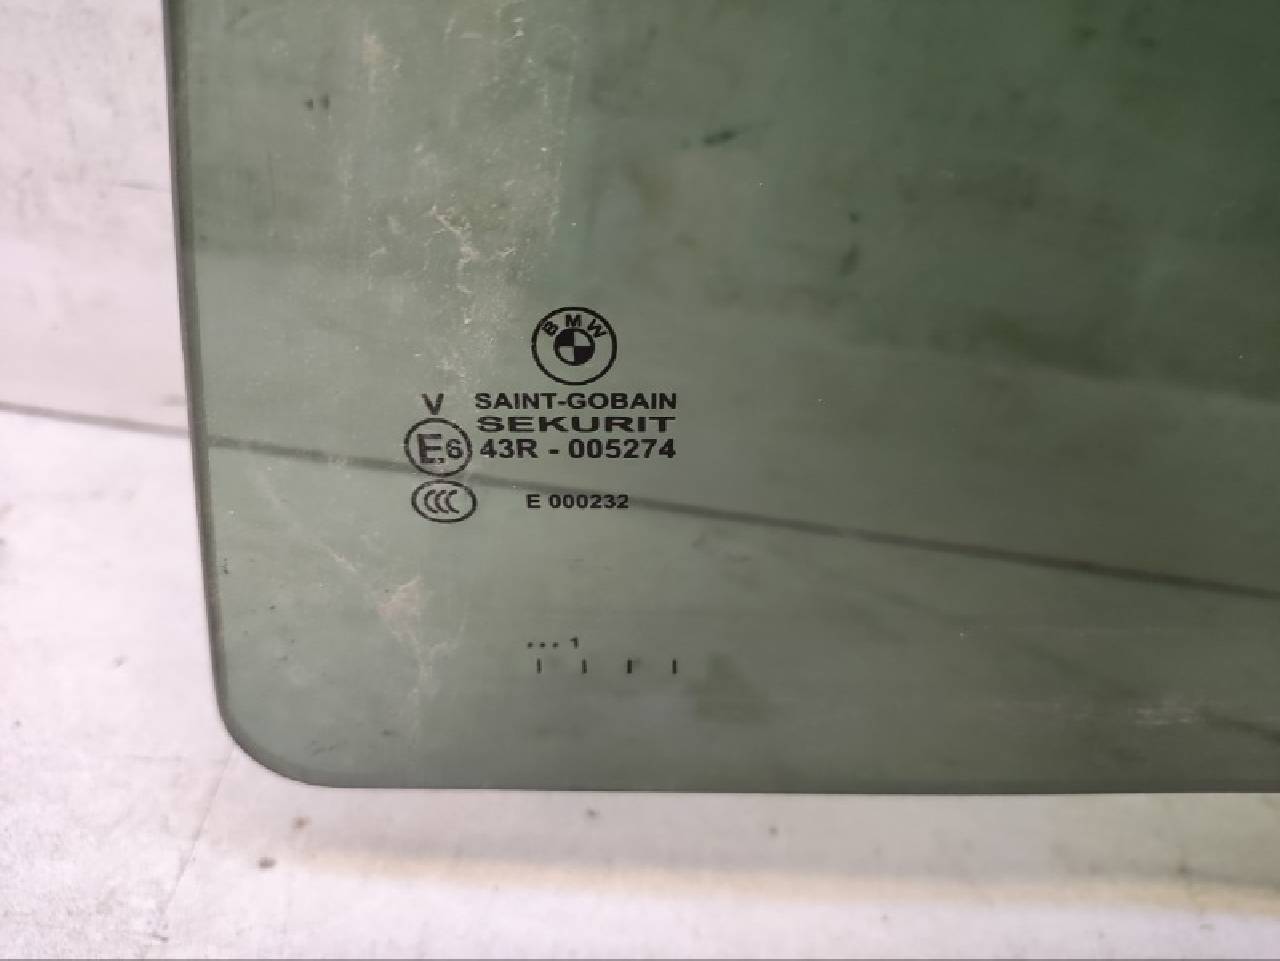 BMW
SAINT-GOBAIN
V SEKURIT
E6 43R - 005274
CCC E 000232
... 1